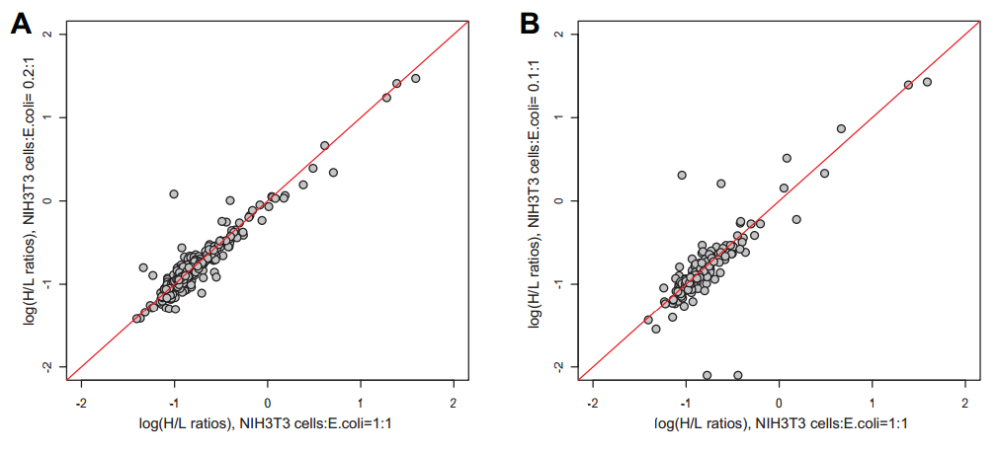 A
log(H/L ratios), NIH3T3 cells:E.coli= 0.2:1
2
1
0
-1
-2
-2 -1 0 1 2
log(H/L ratios), NIH3T3 cells:E.coli=1:1
B
log(H/L ratios), NIH3T3 cells:E.coli= 0.1:1
2
1
0
-1
-2
-2 -1 0 1 2
log(H/L ratios), NIH3T3 cells:E.coli=1:1